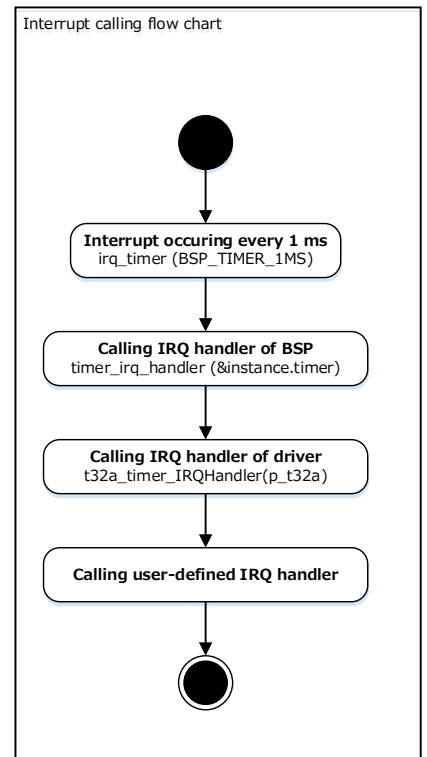 Interrupt calling flow chart
Interrupt occuring every 1 ms
irq_timer (BSP_TIMER_1MS)
Calling IRQ handler of BSP
timer_irq_handler (&instance.timer)
Calling IRQ handler of driver
t32a_timer_IRQHandler(p_t32a)
Calling user-defined IRQ handler